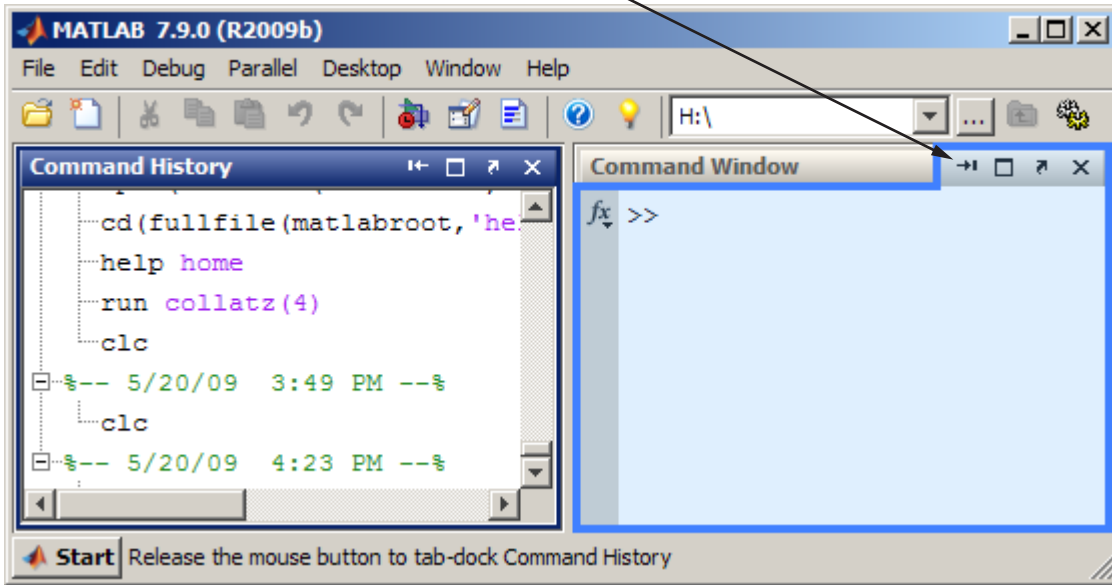 MATLAB 7.9.0 (R2009b)
File Edit Debug Parallel Desktop Window Help
H:\ ...
Command History
cd(fullfile(matlabroot,'he
help home
run collatz(4)
clc
%-- 5/20/09 3:49 PM --%
clc
%-- 5/20/09 4:23 PM --%
Command Window
fx >>
Start Release the mouse button to tab-dock Command History